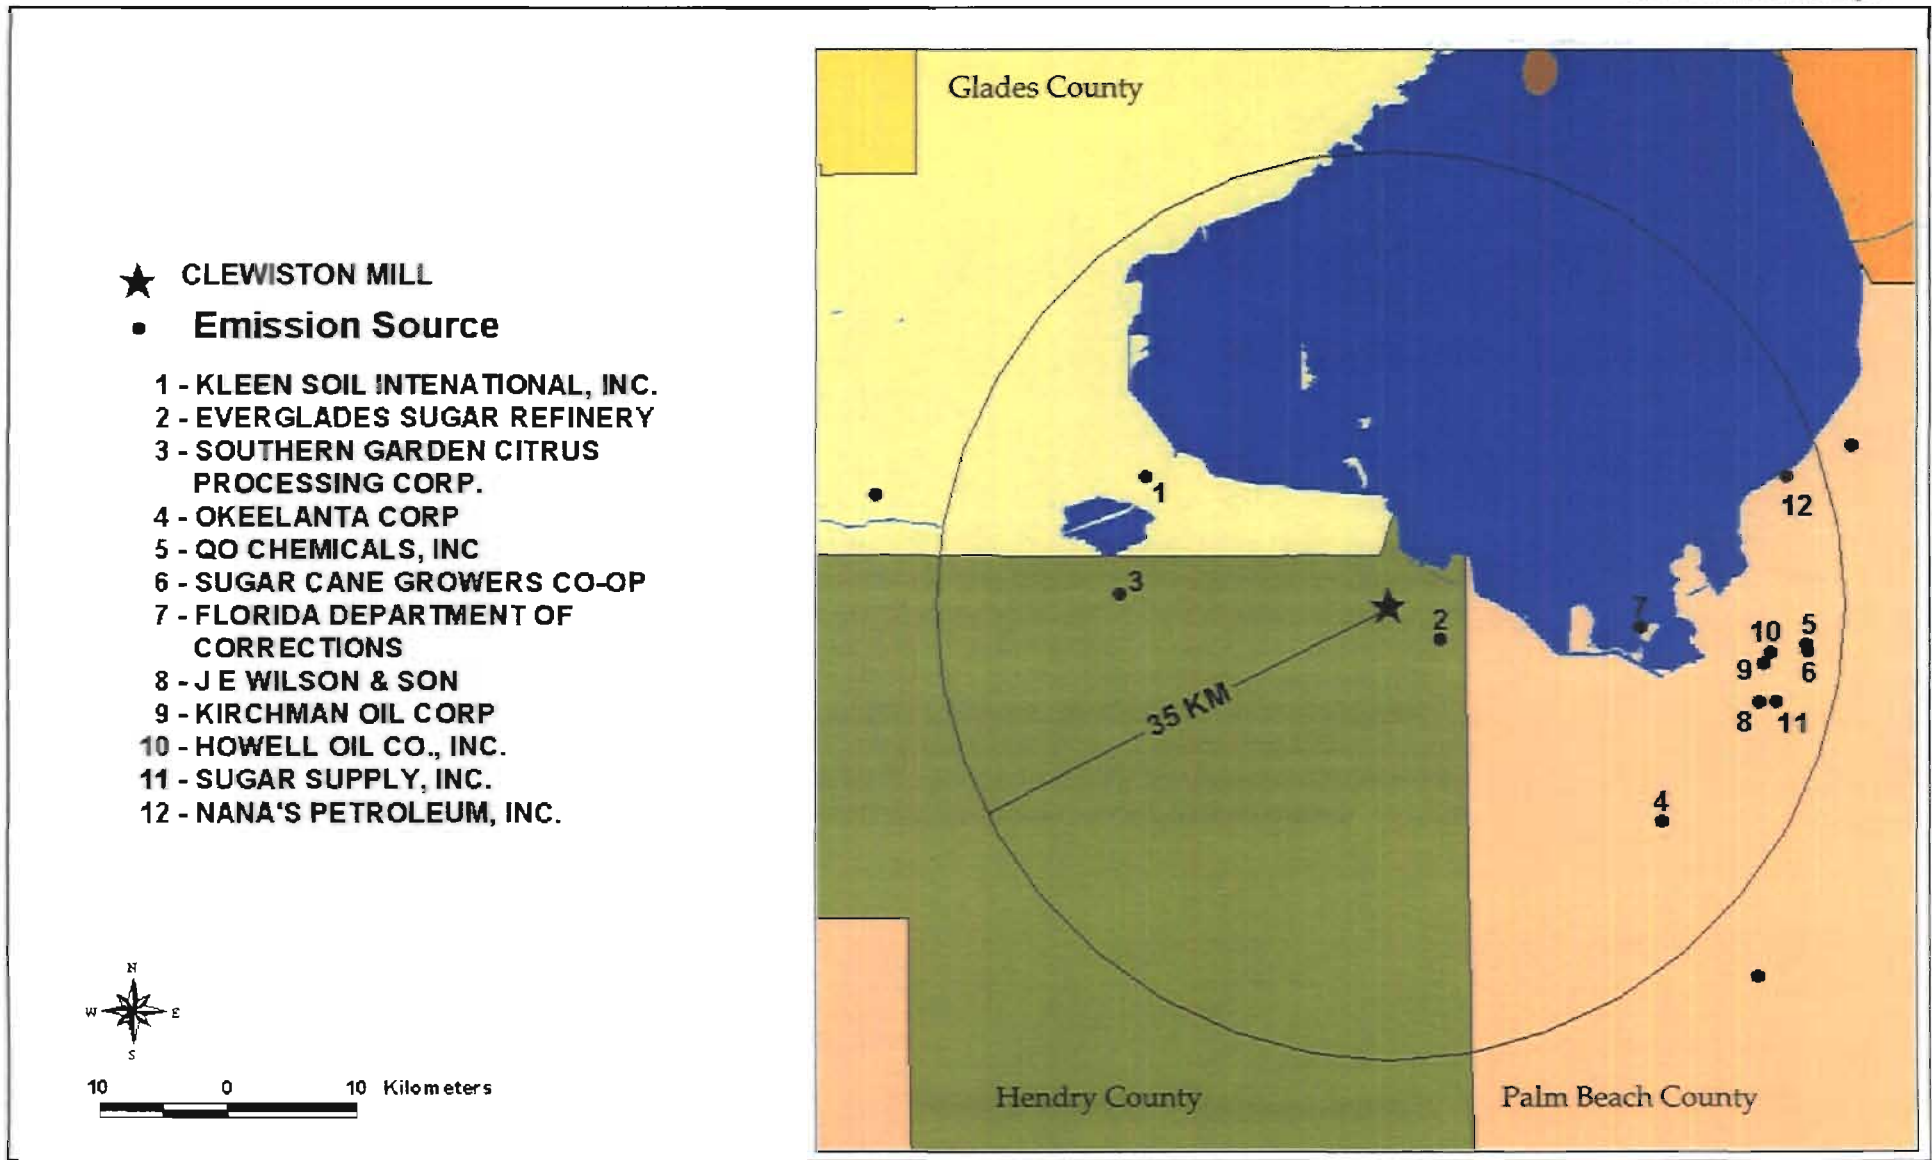 CLEWISTON MILL
Emission Source
1 - KLEEN SOIL INTENATIONAL, INC.
2 - EVERGLADES SUGAR REFINERY
3 - SOUTHERN GARDEN CITRUS
PROCESSING CORP.
4 - OKEELANTA CORP
5 - QO CHEMICALS, INC
6 - SUGAR CANE GROWERS CO-OP
7 - FLORIDA DEPARTMENT OF
CORRECTIONS
8 - J E WILSON & SON
9 - KIRCHMAN OIL CORP
10 - HOWELL OIL CO., INC.
11 - SUGAR SUPPLY, INC.
12 - NANA'S PETROLEUM, INC.
N
W E
S
10 0 10 Kilometers
Glades County
1
12
3
2
7
10 5
9 6
8 11
35 KM
4
Hendry County
Palm Beach County